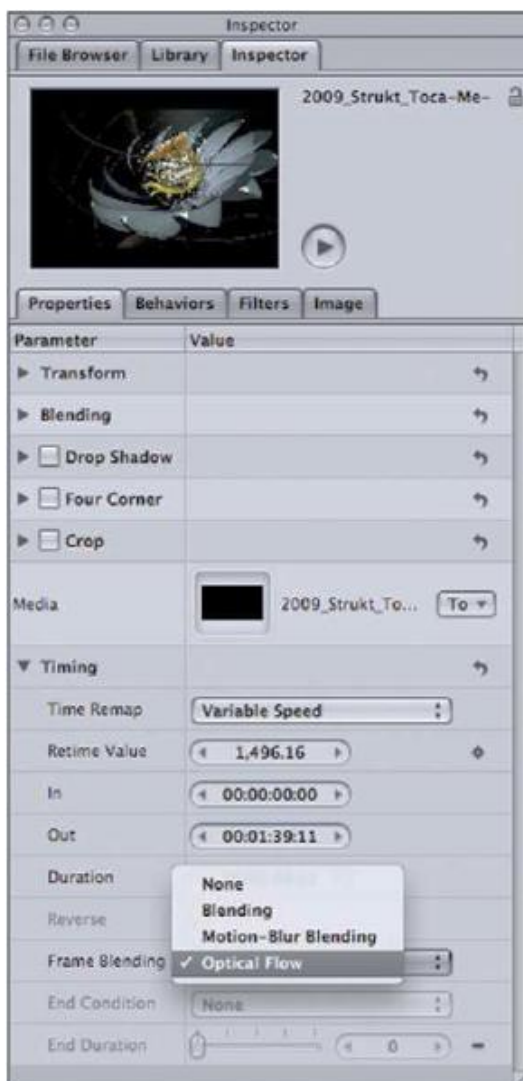 Inspector
File Browser Library Inspector
2009_Strukt_Toca-Me-
Properties Behaviors Filters Image
Parameter Value
Transform
Blending
Drop Shadow
Four Corner
Crop
Media 2009_Strukt_To... To
Timing
Time Remap Variable Speed
Retime Value 1,496.16
In 00:00:00:00
Out 00:01:39:11
Duration
None
Blending
Reverse
Motion-Blur Blending
Frame Blending ✓ Optical Flow
End Condition None
End Duration 0